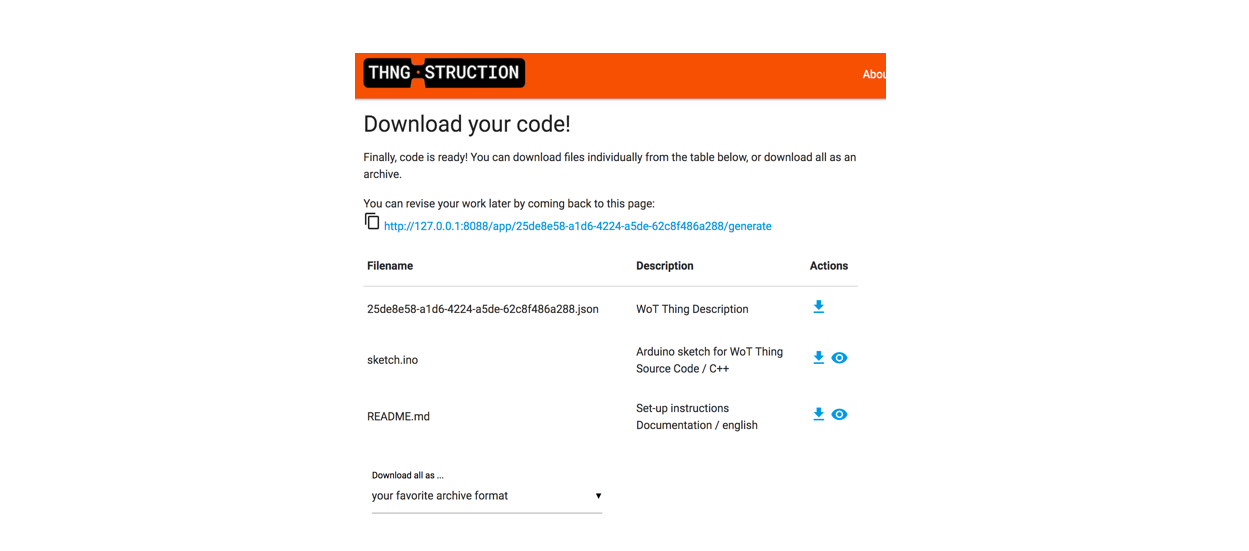 THNG·STRUCTION
Abou
Download your code!
Finally, code is ready! You can download files individually from the table below, or download all as an
archive.
You can revise your work later by coming back to this page:
http://127.0.0.1:8088/app/25de8e58-a1d6-4224-a5de-62c8f486a288/generate
Filename Description Actions
25de8e58-a1d6-4224-a5de-62c8f486a288.json WoT Thing Description
sketch.ino
Arduino sketch for WoT Thing
Source Code / C++
README.md
Set-up instructions
Documentation / english
Download all as ...
your favorite archive format